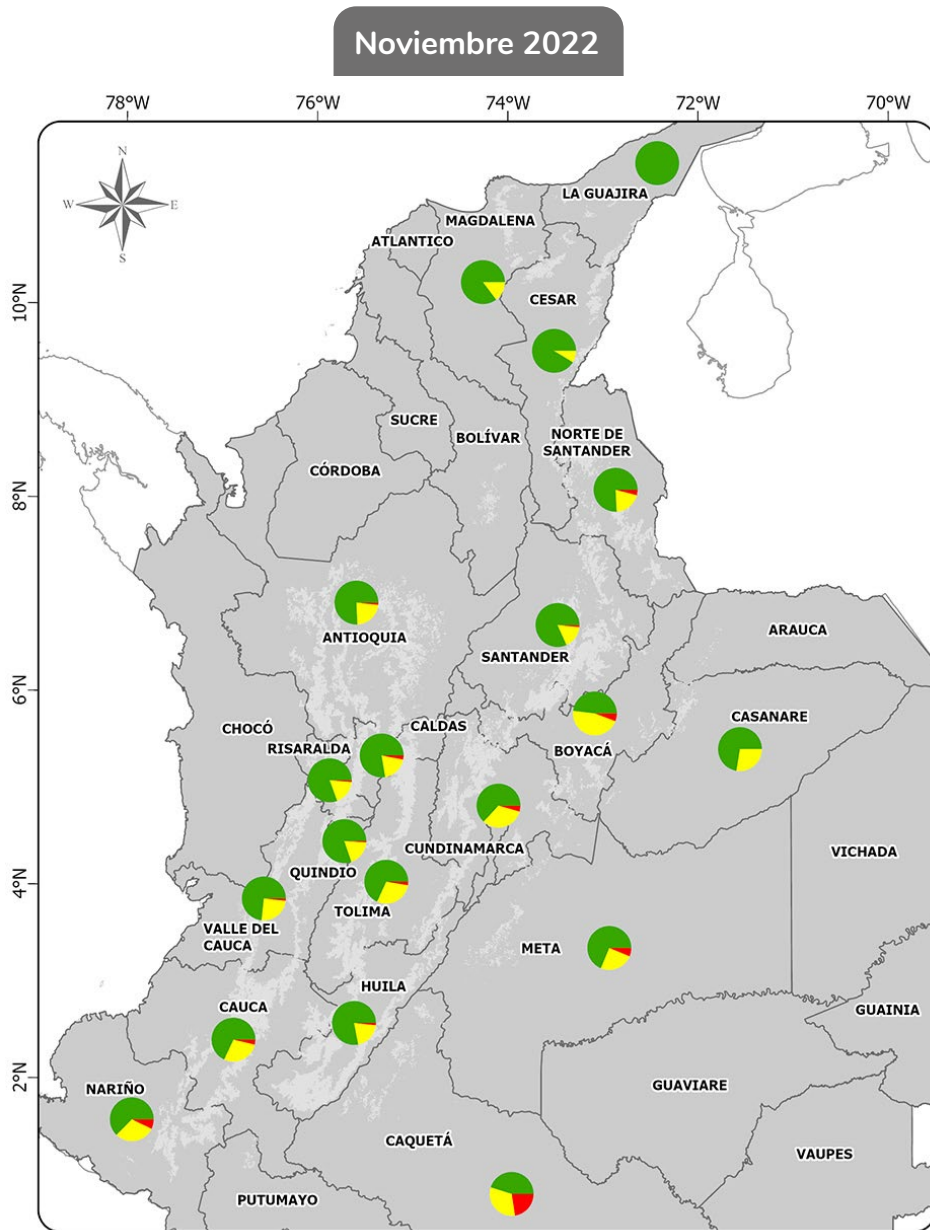 Noviembre 2022
78°W
76°W
74°W
72°W
70°W
N
W
E
S
10°N
8°N
6°N
4°N
2°N
LA GUAJIRA
MAGDALENA
ATLANTICO
CESAR
SUCRE
BOLÍVAR
NORTE DE
SANTANDER
CÓRDOBA
ANTIOQUIA
SANTANDER
ARAUCA
CHOCÓ
CALDAS
CASANARE
RISARALDA
BOYACÁ
CUNDINAMARCA
VICHADA
QUINDIO
TOLIMA
VALLE DEL
CAUCA
META
HUILA
CAUCA
GUAINIA
NARIÑO
GUAVIARE
CAQUETÁ
VAUPES
PUTUMAYO